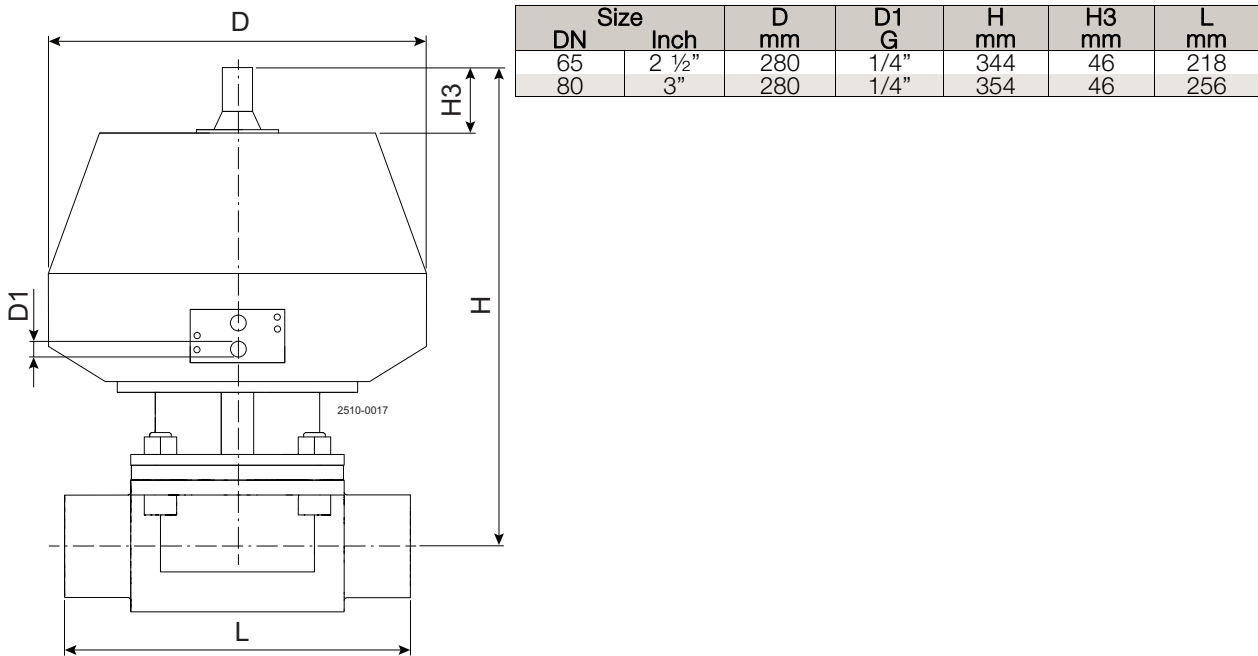 D
H3
D1
H
2510-0017
L
Size D D1 H H3 L
DN Inch mm G mm mm mm
65 2 ½” 280 1/4” 344 46 218
80 3” 280 1/4” 354 46 256